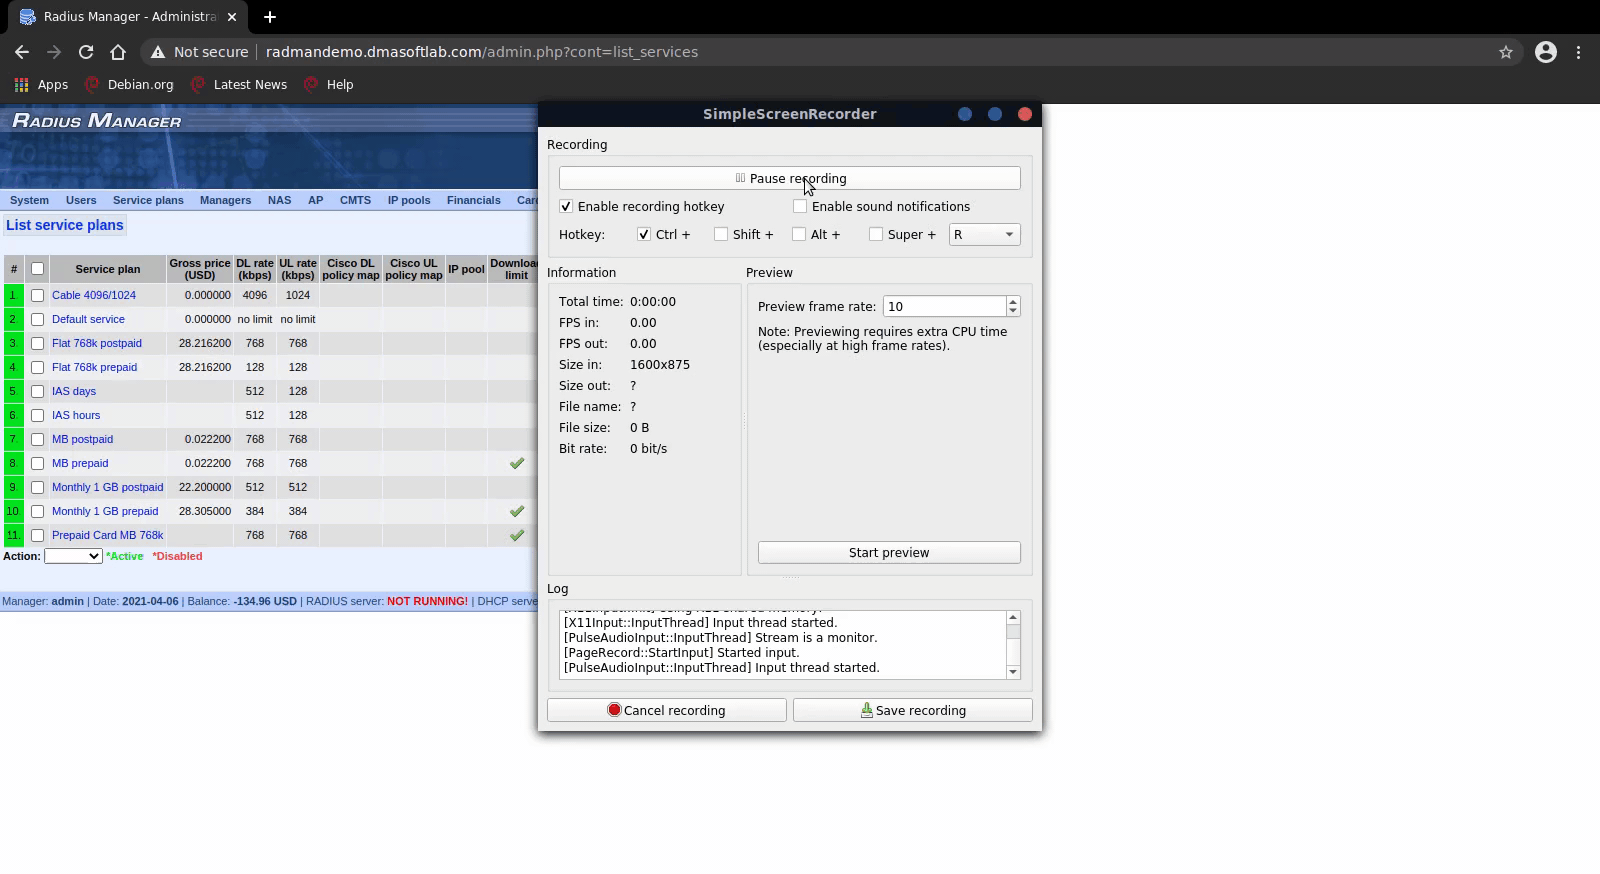 Radius Manager - Administra
Not secure
radmandemo.dmasoftlab.com/admin.php?cont=list_services
Apps
Debian.org
Latest News
Help
RADIUS MANAGER
System
Users
Service plans
Managers
NAS
AP
CMTS
IP pools
Financials
Car
List service plans
# Service plan Gross price (USD) DL rate (kbps) UL rate (kbps) Cisco DL policy map Cisco UL policy map IP pool Download limit
1. Cable 4096/1024 0.000000 4096 1024
2. Default service 0.000000 no limit no limit
3. Flat 768k postpaid 28.216200 768 768
4. Flat 768k prepaid 28.216200 128 128
5. IAS days 512 128
6. IAS hours 512 128
7. MB postpaid 0.022200 768 768
8. MB prepaid 0.022200 768 768
9. Monthly 1 GB postpaid 22.200000 512 512
10. Monthly 1 GB prepaid 28.305000 384 384
11. Prepaid Card MB 768k 768 768
Action: *Active *Disabled
Manager: admin | Date: 2021-04-06 | Balance: -134.96 USD | RADIUS server: NOT RUNNING! | DHCP serve
SimpleScreenRecorder
Recording
Pause recording
Enable recording hotkey
Enable sound notifications
Hotkey: Ctrl + Shift + Alt + Super + R
Information
Total time: 0:00:00
FPS in: 0.00
FPS out: 0.00
Size in: 1600x875
Size out: ?
File name: ?
File size: 0 B
Bit rate: 0 bit/s
Preview
Preview frame rate: 10
Note: Previewing requires extra CPU time
(especially at high frame rates).
Start preview
Log
[X11Input::InputThread] Input thread started.
[PulseAudioInput::InputThread] Stream is a monitor.
[PageRecord::StartInput] Started input.
[PulseAudioInput::InputThread] Input thread started.
Cancel recording
Save recording